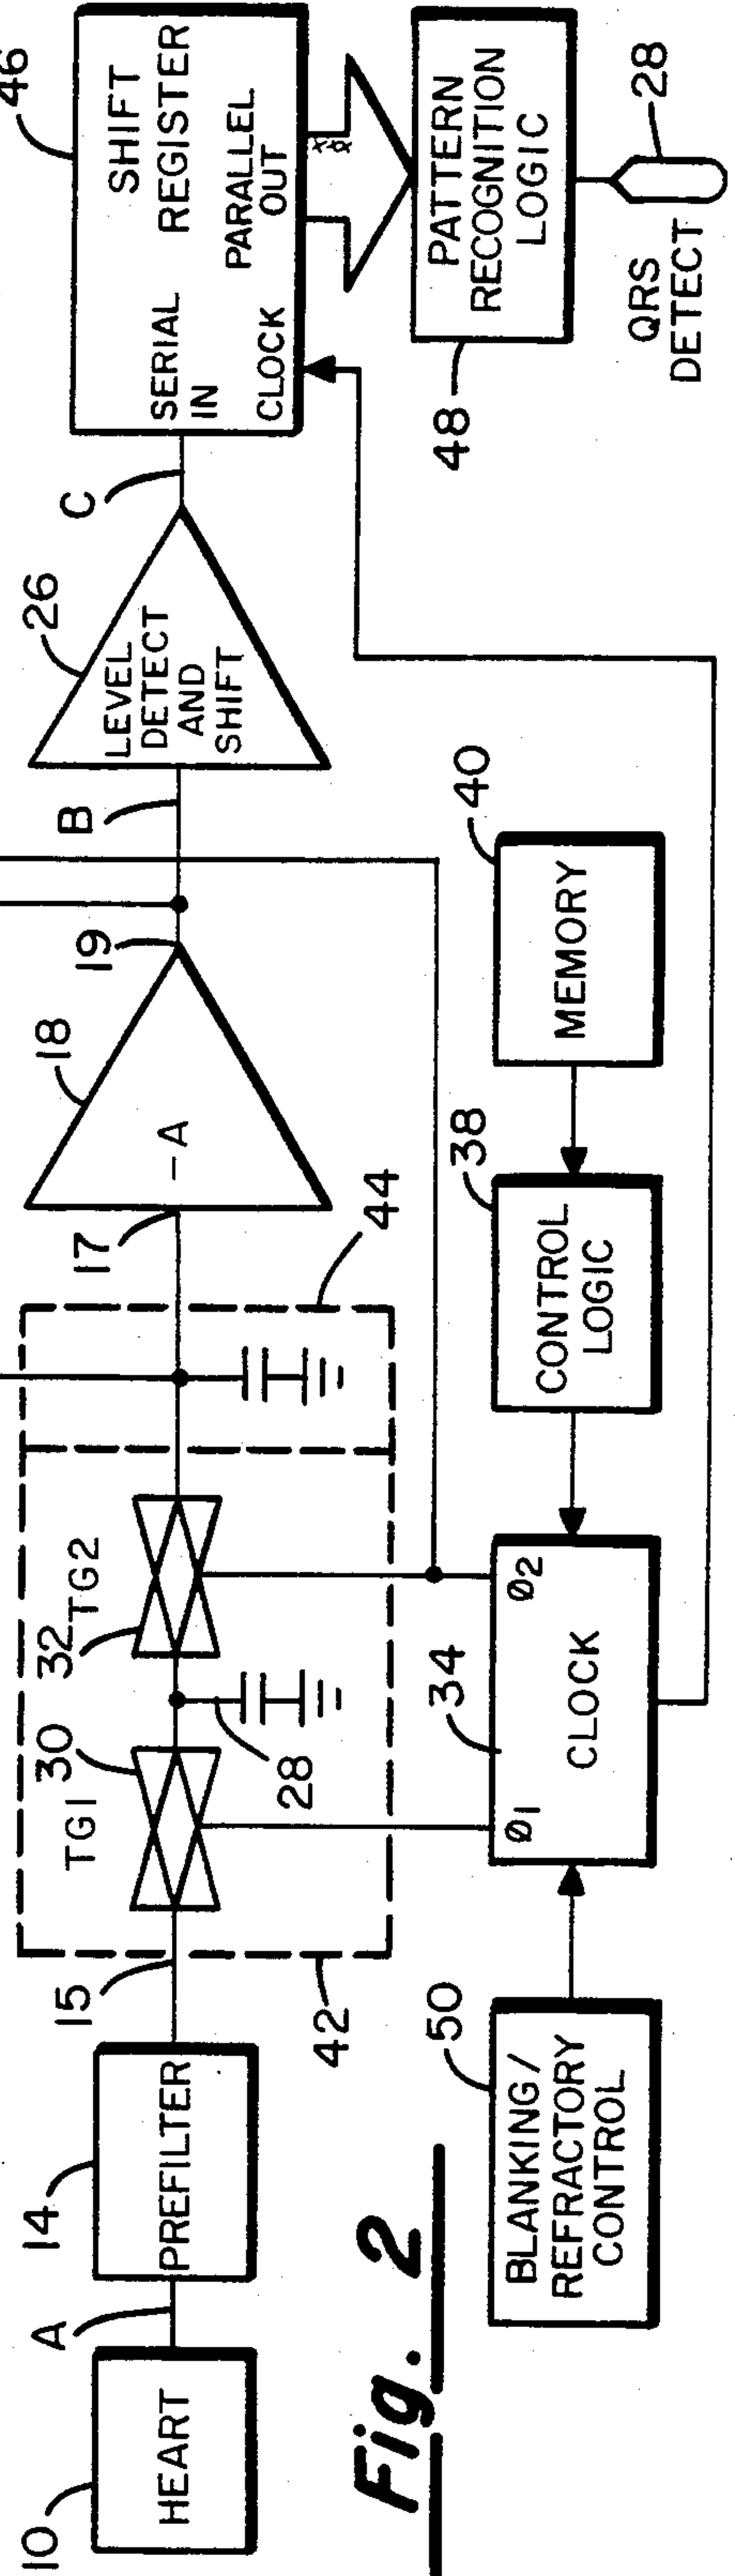 10
HEART
A
14
PREFILTER
15
42
TG1
30
28
TG2
32
44
17
-A
18
19
B
26
LEVEL
DETECT
AND
SHIFT
C
46
SHIFT
REGISTER
SERIAL
IN
PARALLEL
OUT
CLOCK
48
PATTERN
RECOGNITION
LOGIC
28
QRS
DETECT
50
BLANKING/
REFRACTORY
CONTROL
34
Ø1
Ø2
CLOCK
38
CONTROL
LOGIC
40
MEMORY
Fig. 2